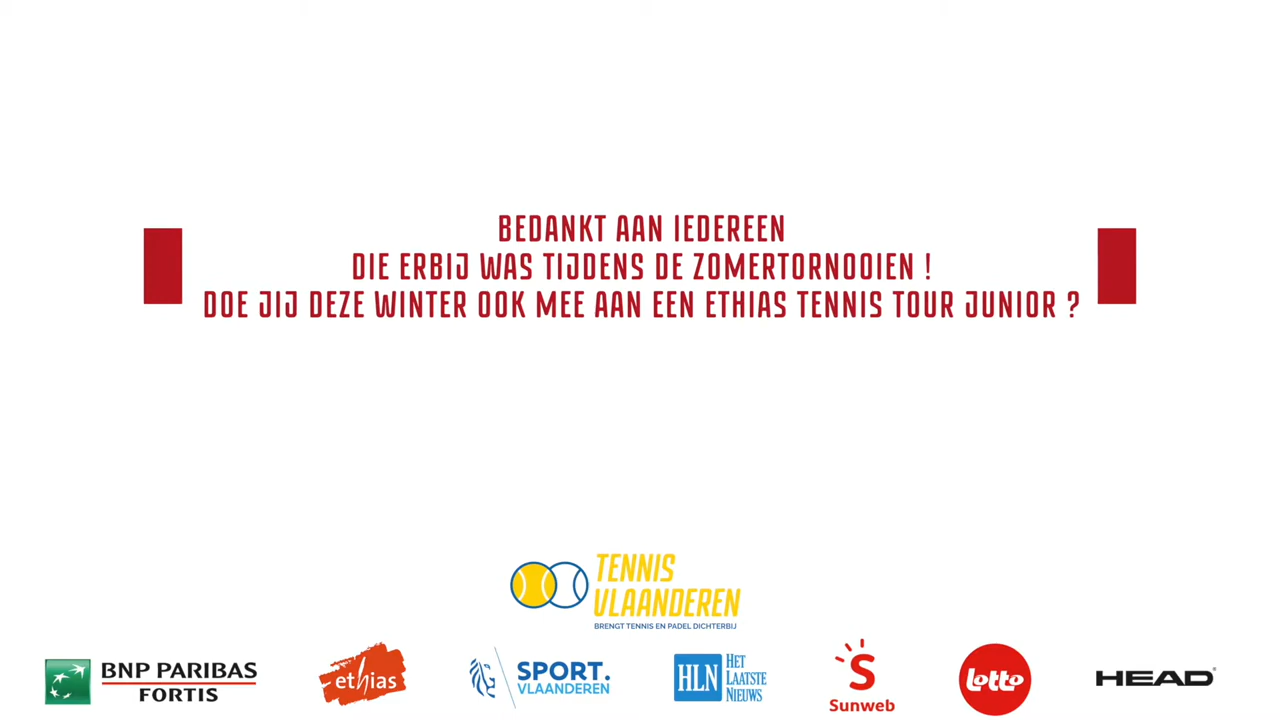 BEDANKT AAN IEDEREEN
DIE ERBIJ WAS TIJDENS DE ZOMERTORNOOIEN !
DOE JIJ DEZE WINTER OOK MEE AAN EEN ETHIAS TENNIS TOUR JUNIOR ?
TENNIS
VLAANDEREN
BRENGT TENNIS EN PADEL DICHTERBIJ
BNP PARIBAS
FORTIS
ethias
SPORT.
VLAANDEREN
HLN
HET
LAATSTE
NIEUWS
S
Sunweb
Lotto
HEAD®